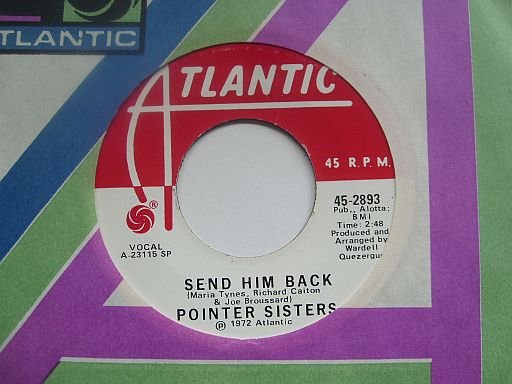 ATLANTIC
ATLANTIC
45 R.P.M.
45-2893
Pub., Alotta;
BMI
Time: 2:48
Produced and
Arranged by
Wardell
Quezergue
VOCAL
A-23115 SP
SEND HIM BACK
(Maria Tynes, Richard Caiton
& Joe Broussard)
POINTER SISTERS
℗ 1972 Atlantic